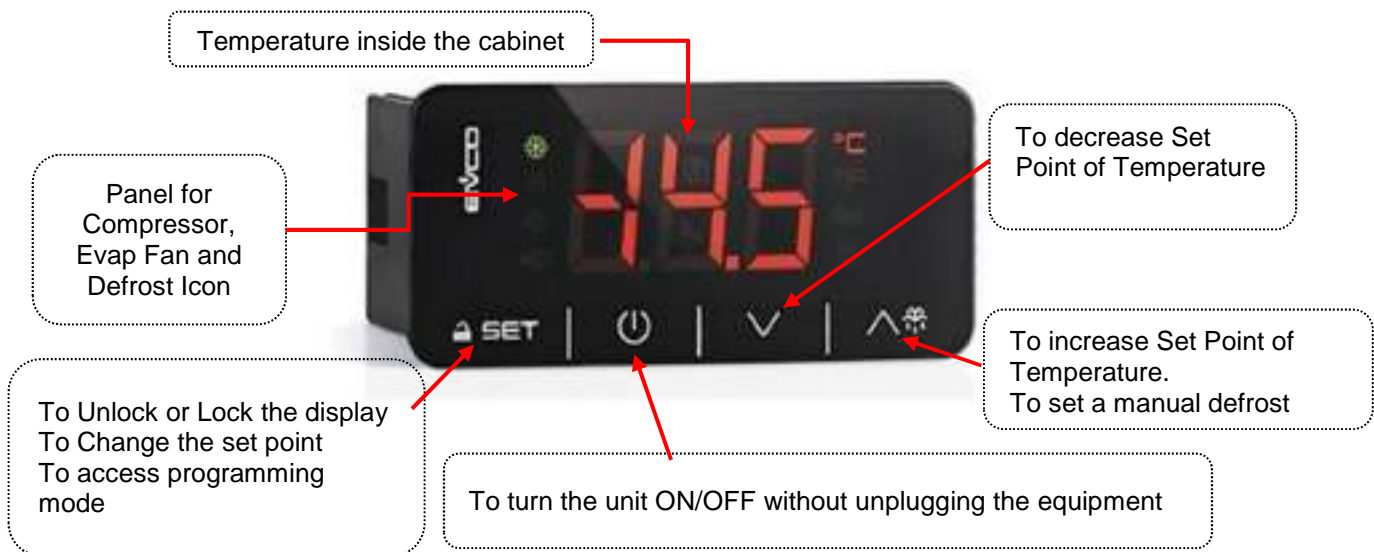 Temperature inside the cabinet
To decrease Set
Point of Temperature
Panel for
Compressor,
Evap Fan and
Defrost Icon
EVCO
-14.5 °C
SET
To increase Set Point of
Temperature.
To set a manual defrost
To Unlock or Lock the display
To Change the set point
To access programming
mode
To turn the unit ON/OFF without unplugging the equipment